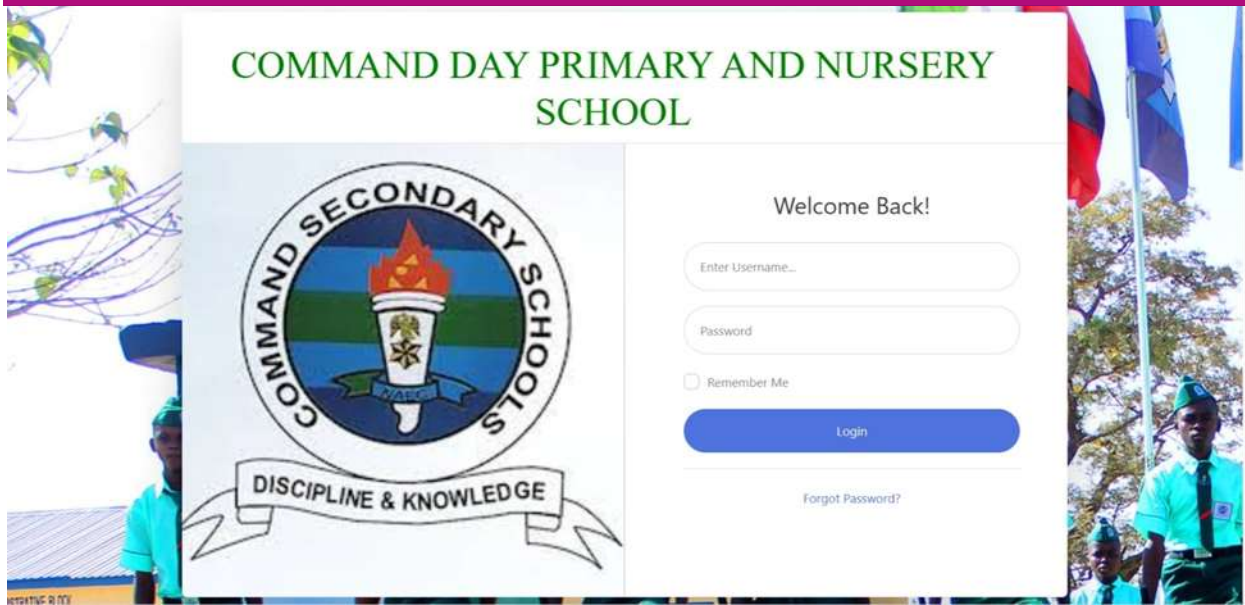 COMMAND DAY PRIMARY AND NURSERY
SCHOOL
COMMAND SECONDARY SCHOOLS
NAEC
DISCIPLINE & KNOWLEDGE
Welcome Back!
Enter Username...
Password
Remember Me
Login
Forgot Password?